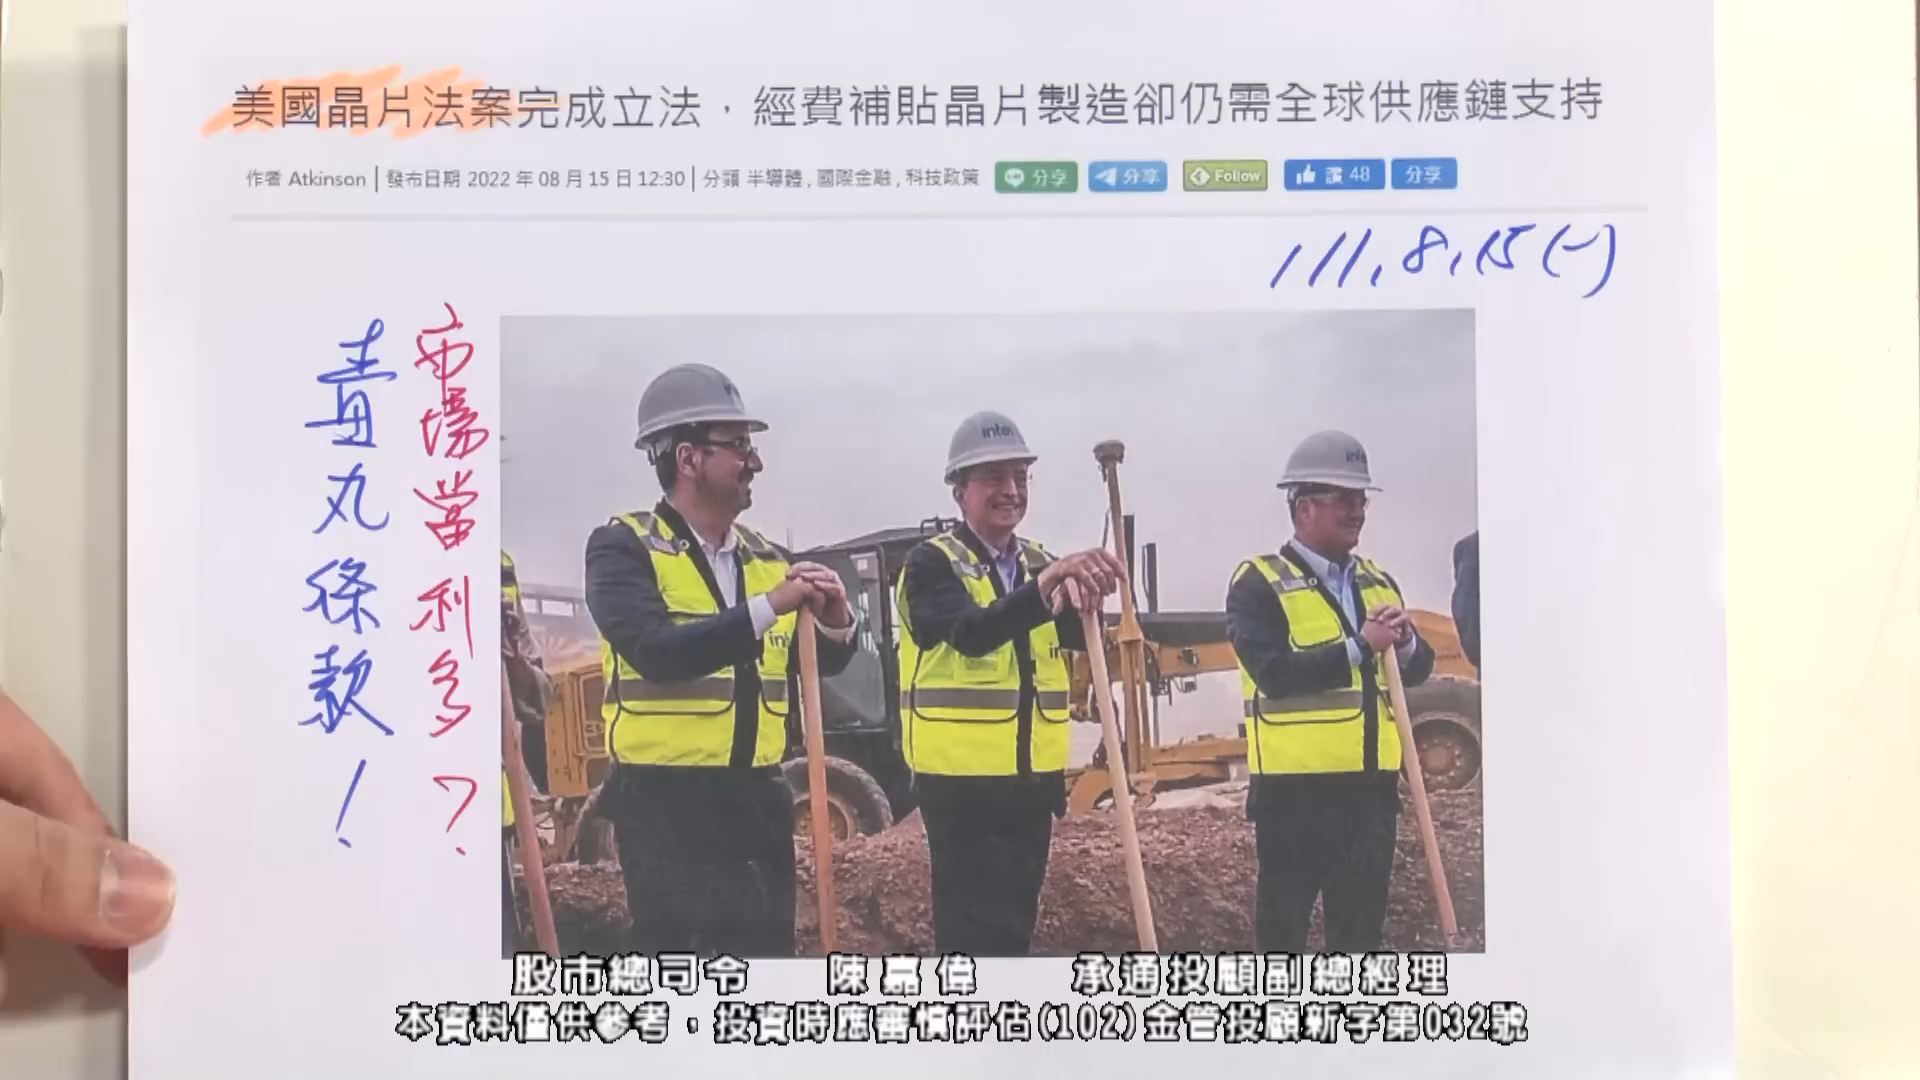 美國晶片法案完成立法，經費補貼晶片製造卻仍需全球供應鏈支持
作者 Atkinson | 發布日期 2022 年 08 月 15 日 12:30 | 分類 半導體 , 國際金融 , 科技政策 分享 分享 Follow 讚 48 分享
111.8.15(一)
市場當利多?
毒丸條款!
intel
intel
股市總司令 陳嘉偉 承通投顧副總經理
本資料僅供參考，投資時應審慎評估(102)金管投顧新字第032號